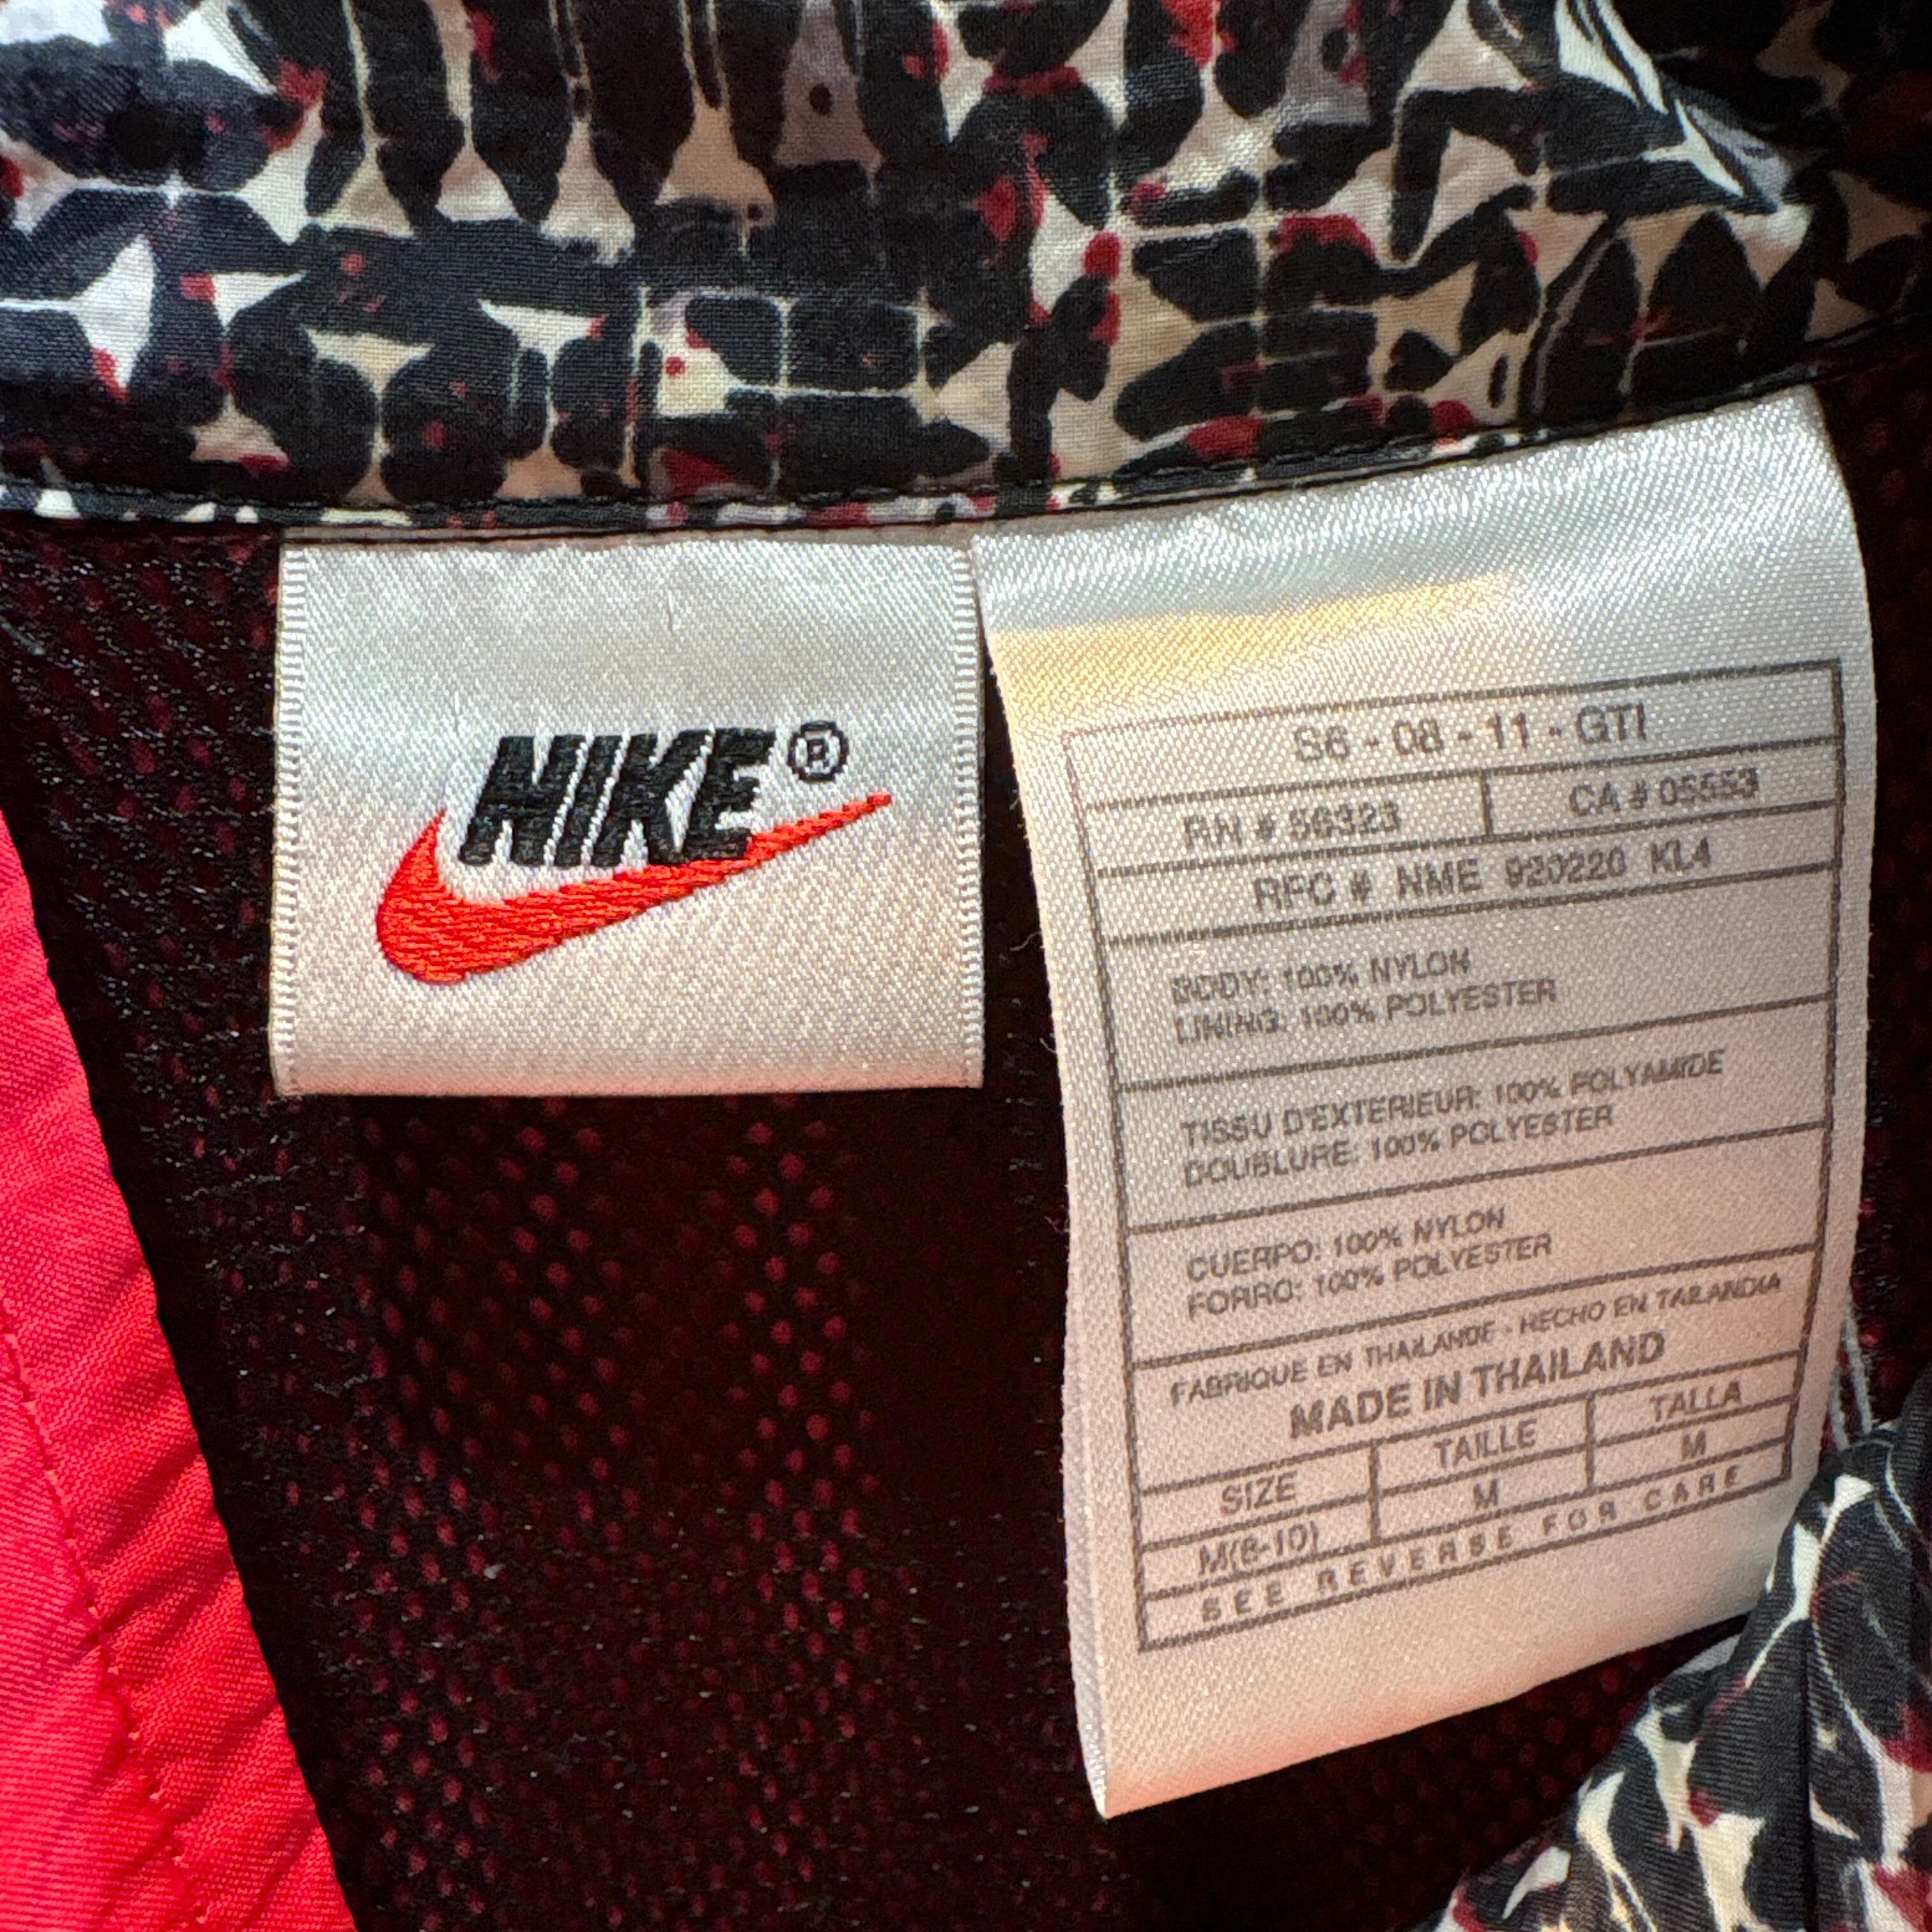 NIKE®
S6 - 08 - 11 - GTI
RN # 56323
CA # 05553
RFC # NME 920220 KL4
BODY: 100% NYLON
LINING: 100% POLYESTER
TISSU D'EXTERIEUR: 100% POLYAMIDE
DOUBLURE: 100% POLYESTER
CUERPO: 100% NYLON
FORRO: 100% POLYESTER
FABRIQUE EN THAILANDE - HECHO EN TAILANDIA
MADE IN THAILAND
SIZE TAILLE TALLA
M(8-10) M M
SEE REVERSE FOR CARE